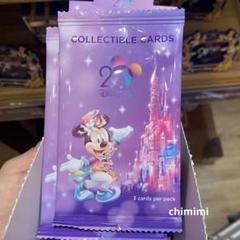 COLLECTIBLE CARDS
20
3 cards per pack
chimimi